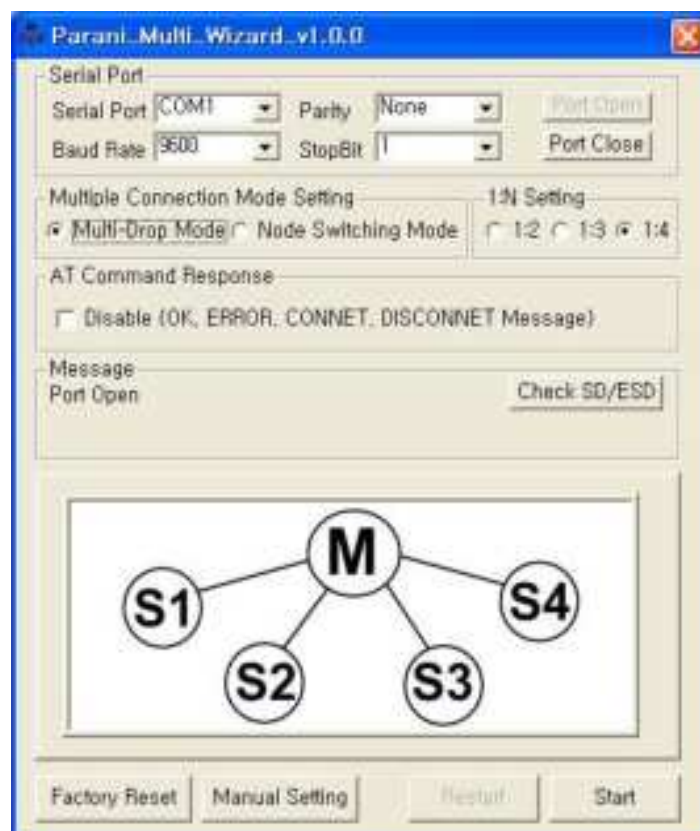 Parani_Multi_Wizard_v1.0.0
Serial Port
Serial Port COM1 Parity None Port Open
Baud Rate 9600 StopBit 1 Port Close
Multiple Connection Mode Setting 1:N Setting
Multi-Drop Mode Node Switching Mode 1:2 1:3 1:4
AT Command Response
Disable (OK, ERROR, CONNET, DISCONNET Message)
Message
Port Open Check SD/ESD
M
S1 S4
S2 S3
Factory Reset Manual Setting Restart Start